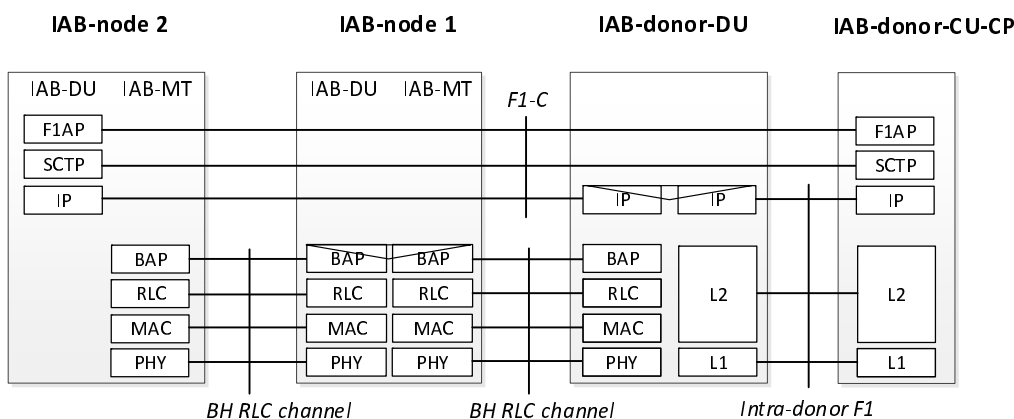 IAB-node 2 IAB-node 1 IAB-donor-DU IAB-donor-CU-CP
IAB-DU IAB-MT IAB-DU IAB-MT
F1-C
F1AP F1AP
SCTP SCTP
IP IP IP IP
BAP BAP BAP BAP
RLC RLC RLC RLC L2 L2
MAC MAC MAC MAC
PHY PHY PHY PHY L1 L1
BH RLC channel BH RLC channel Intra-donor F1